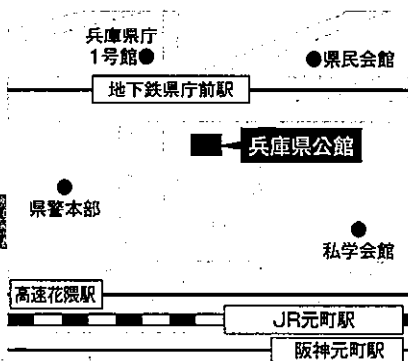 兵庫県庁
1号館
県民会館
地下鉄県庁前駅
兵庫県公館
県警本部
私学会館
高速花隈駅
JR元町駅
阪神元町駅